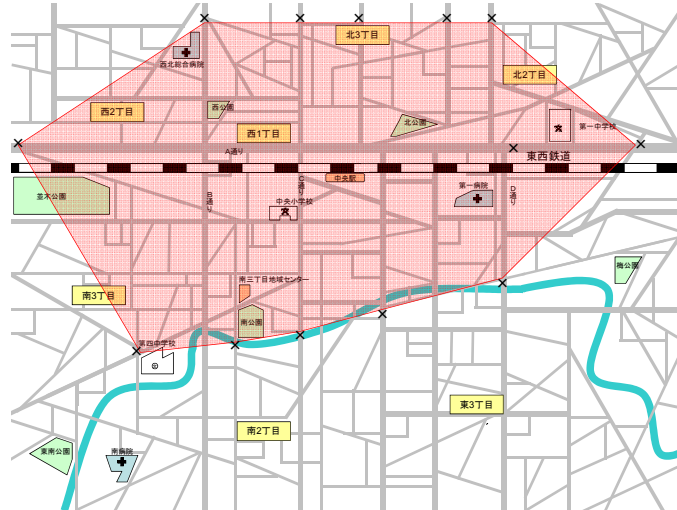 北3丁目
西北総合病院
北2丁目
西2丁目
西公園
北公園
西1丁目
第一中学校
A通り
東西鉄道
中央駅
C通り
第一病院
D通り
並木公園
B通り
中央小学校
梅公園
南三丁目地域センター
南3丁目
南公園
第四中学校
東3丁目
南2丁目
東南公園
南病院